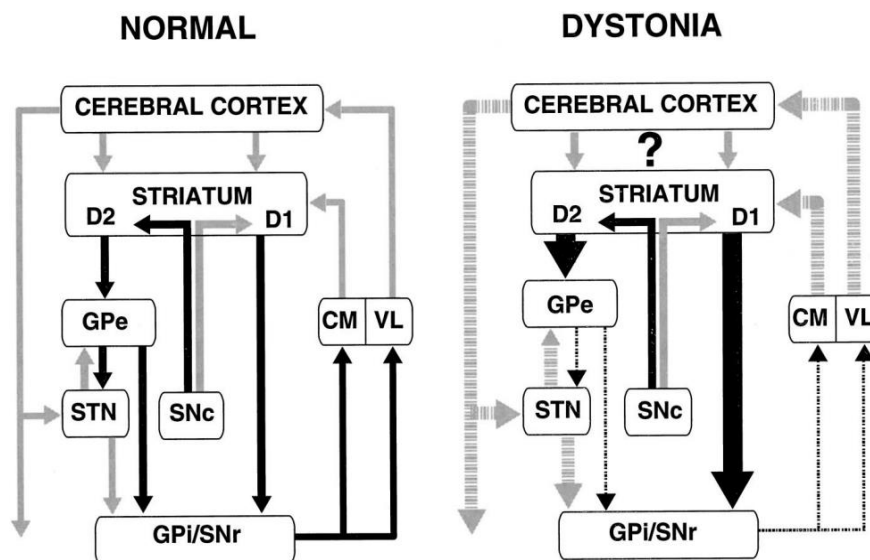 NORMAL
CEREBRAL CORTEX
STRIATUM
D2
D1
GPe
CM
VL
STN
SNc
GPi/SNr
DYSTONIA
CEREBRAL CORTEX
?
STRIATUM
D2
D1
GPe
CM
VL
STN
SNc
GPi/SNr